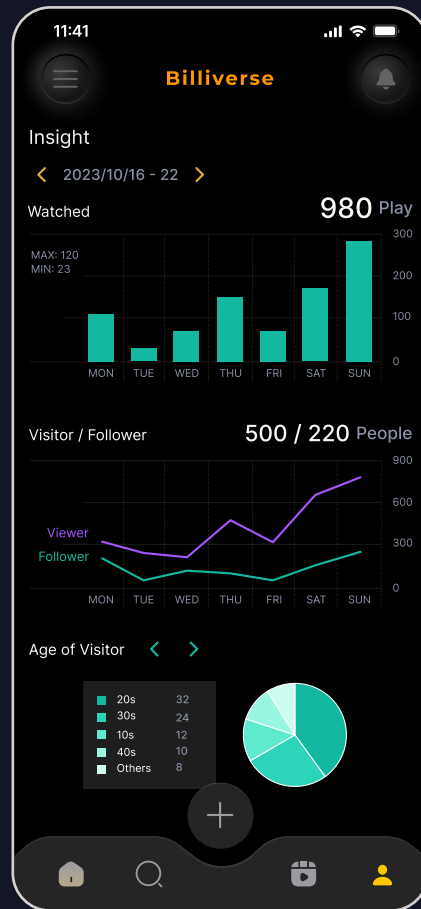 11:41
Billiverse
Insight
2023/10/16 - 22
Watched 980 Play
300
MAX: 120
MIN: 23
200
100
0
MON TUE WED THU FRI SAT SUN
Visitor / Follower 500 / 220 People
900
600
Viewer
300
Follower
0
MON TUE WED THU FRI SAT SUN
Age of Visitor
20s 32
30s 24
10s 12
40s 10
Others 8